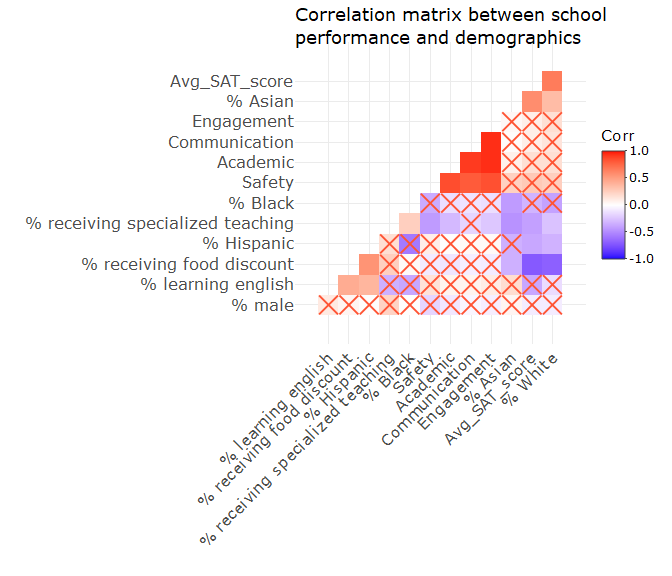 Correlation matrix between school
performance and demographics
Avg_SAT_score
% Asian
Engagement
Communication
Academic
Safety
% Black
% receiving specialized teaching
% Hispanic
% receiving food discount
% learning english
% male
% learning english
% receiving food discount
% Hispanic
% receiving specialized teaching
% Black
Safety
Academic
Communication
Engagement
% Asian
Avg_SAT_score
% White
Corr
1.0
0.5
0.0
-0.5
-1.0